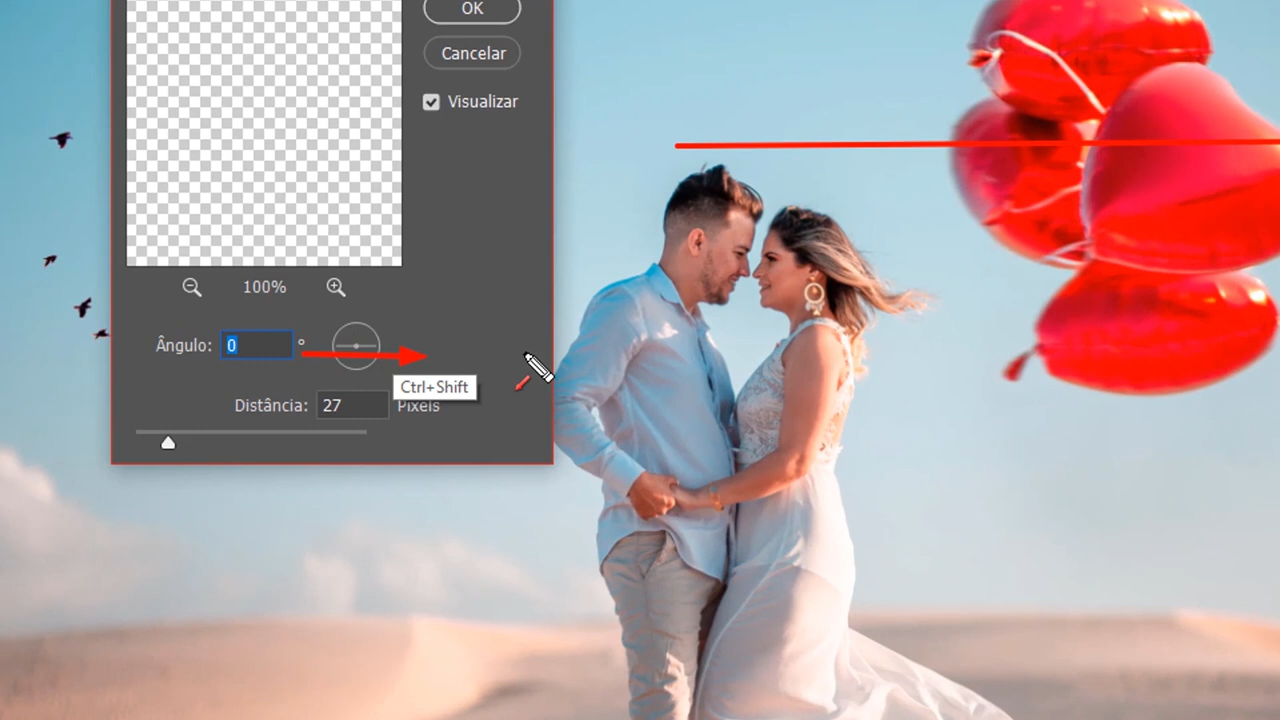 OK
Cancelar
Visualizar
100%
Ângulo: 0 °
Ctrl+Shift
Distância: 27 Pixels